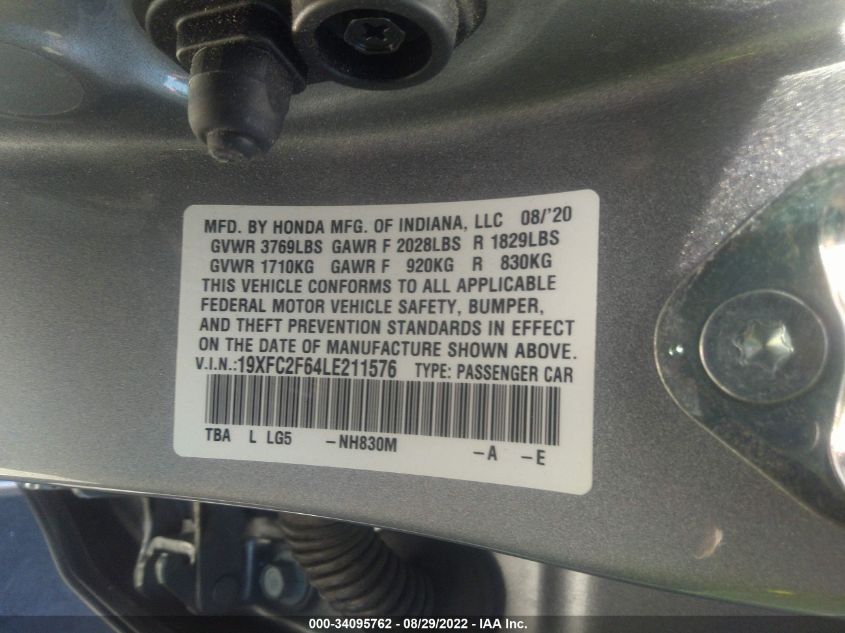 MFD. BY HONDA MFG. OF INDIANA, LLC 08/'20
GVWR 3769LBS GAWR F 2028LBS R 1829LBS
GVWR 1710KG GAWR F 920KG R 830KG
THIS VEHICLE CONFORMS TO ALL APPLICABLE
FEDERAL MOTOR VEHICLE SAFETY, BUMPER,
AND THEFT PREVENTION STANDARDS IN EFFECT
ON THE DATE OF MANUFACTURE SHOWN ABOVE.
V.I.N.:19XFC2F64LE211576 TYPE: PASSENGER CAR
TBA L LG5 -NH830M -A -E
000-34095762 - 08/29/2022 - IAA Inc.